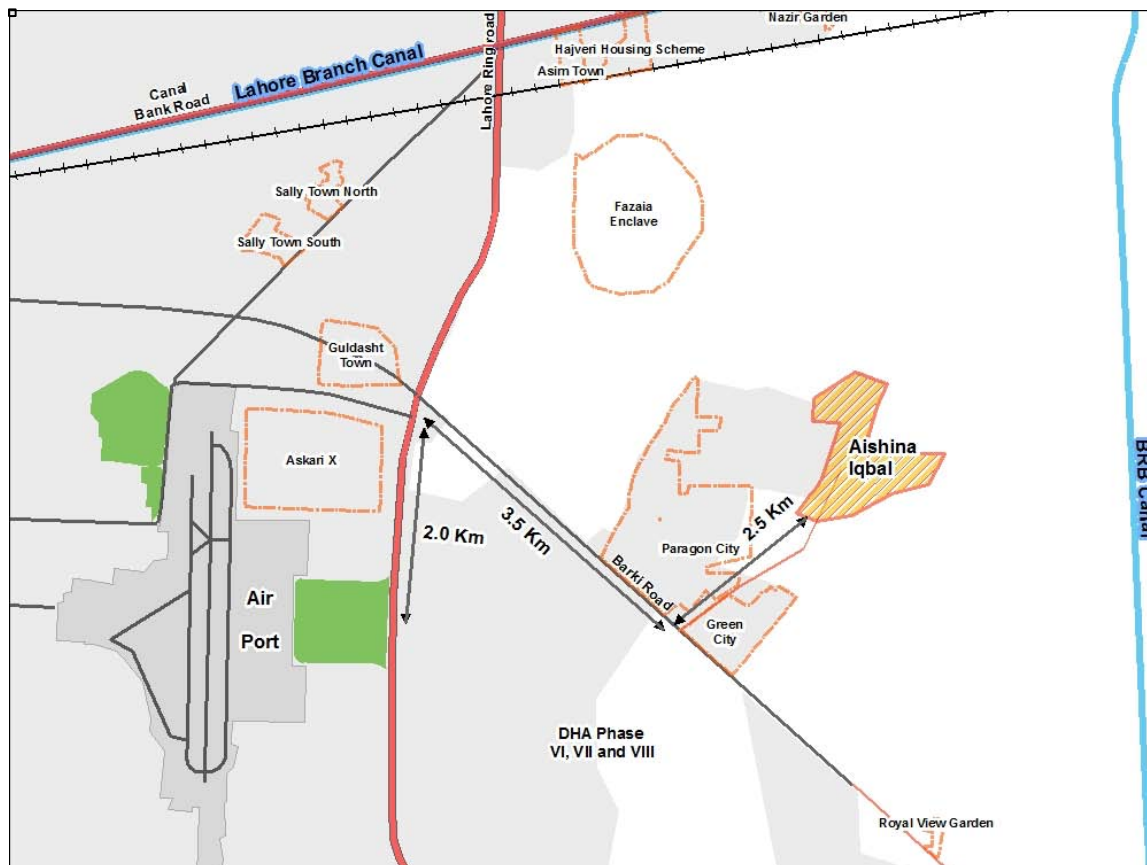 Nazir Garden
Lahore Ring road
Hajveri Housing Scheme
Lahore Branch Canal
Asim Town
Canal
Bank Road
Sally Town North
Fazaia
Enclave
Sally Town South
Guldasht
Town
Aishina
Iqbal
BRB Canal
Askari X
2.0 Km
3.5 Km
2.5 Km
Paragon City
Barki Road
Air
Port
Green
City
DHA Phase
VI, VII and VIII
Royal View Garden